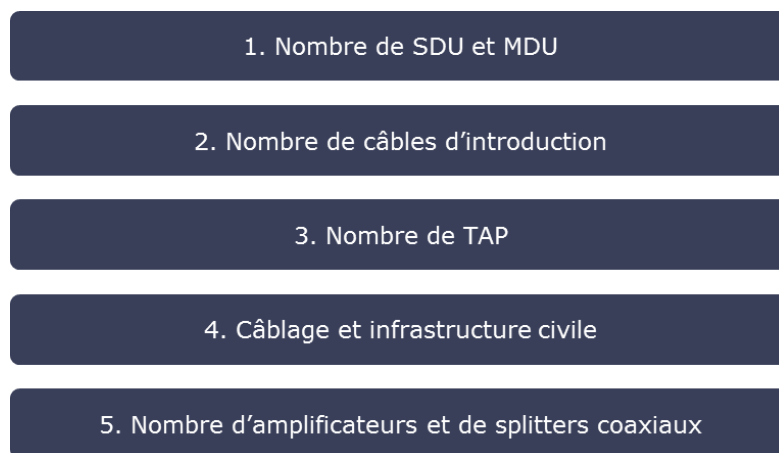 1. Nombre de SDU et MDU
2. Nombre de câbles d’introduction
3. Nombre de TAP
4. Câblage et infrastructure civile
5. Nombre d’amplificateurs et de splitters coaxiaux